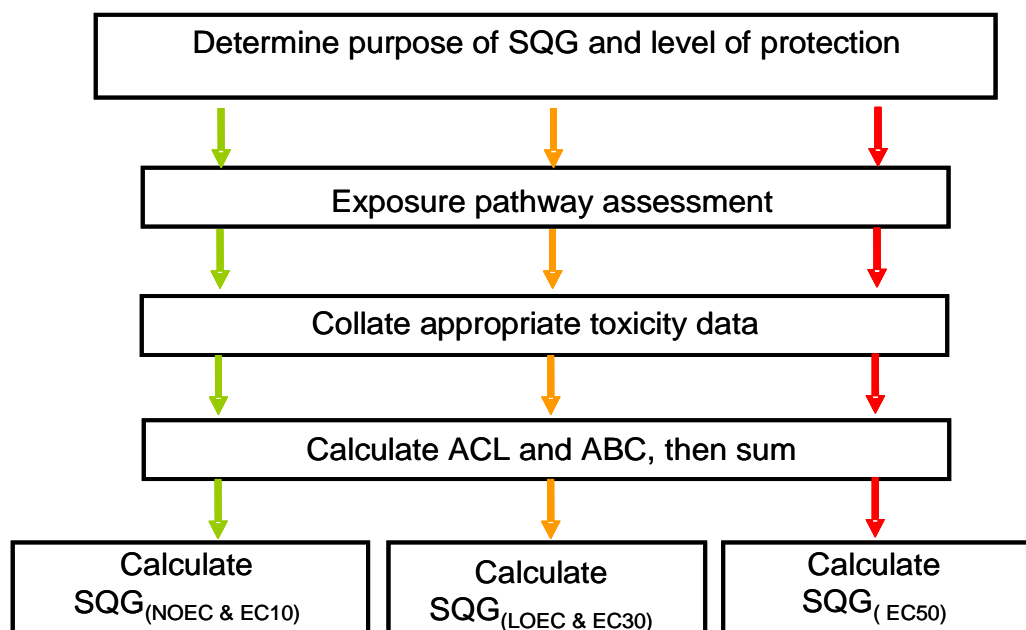 Determine purpose of SQG and level of protection
Exposure pathway assessment
Collate appropriate toxicity data
Calculate ACL and ABC, then sum
Calculate
SQG(NOEC & EC10)
Calculate
SQG(LOEC & EC30)
Calculate
SQG( EC50)